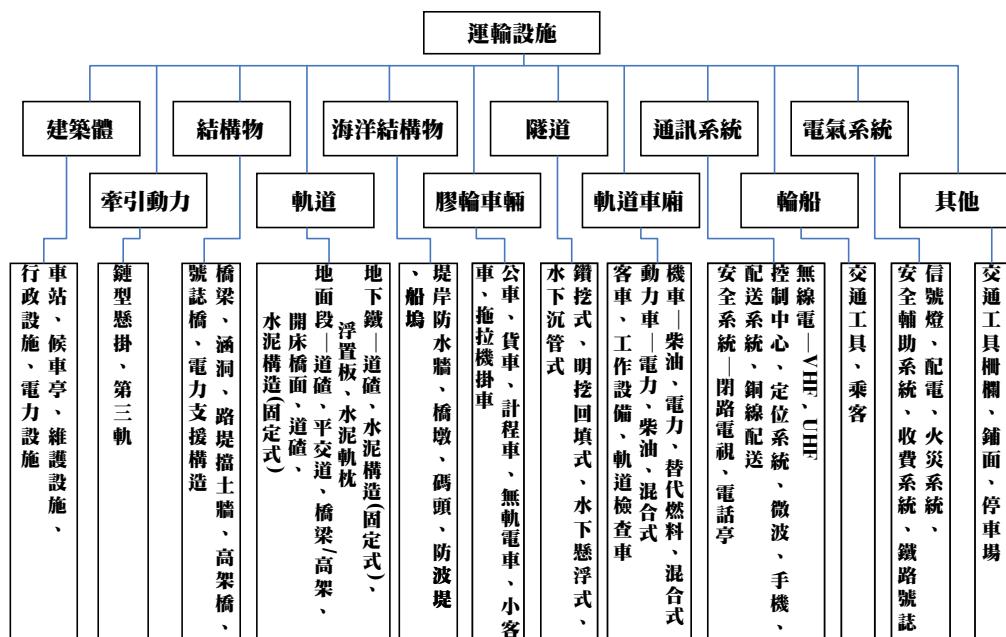 運輸設施
建築體
結構物
海洋結構物
隧道
通訊系統
電氣系統
牽引動力
軌道
膠輪車輛
軌道車廂
輪船
其他
車站、候車亭、維護設施、
行政設施、電力設施
鏈型懸掛、第三軌
橋梁、涵洞、路堤擋土牆、高架橋、
號誌橋、電力支援構造
地下鐵—道碴、水泥構造(固定式)、
浮置板、水泥軌枕
地面段—道碴、平交道、橋梁/高架、
開床橋面、道碴、
水泥構造(固定式)
堤岸防水牆、橋墩、碼頭、防波堤
、船塢
公車、貨車、計程車、無軌電車、小客
車、拖拉機掛車
鑽挖式、明挖回填式、水下懸浮式、
水下沉管式
機車—柴油、電力、替代燃料、混合式
動力車—電力、柴油、混合式
客車、工作設備、軌道檢查車
無線電—VHF、UHF
控制中心、定位系統、微波、手機、
配送系統、銅線配送
安全系統—閉路電視、電話亭
交通工具、乘客
信號燈、配電、火災系統、
安全輔助系統、收費系統、鐵路號誌
交通工具柵欄、鋪面、停車場